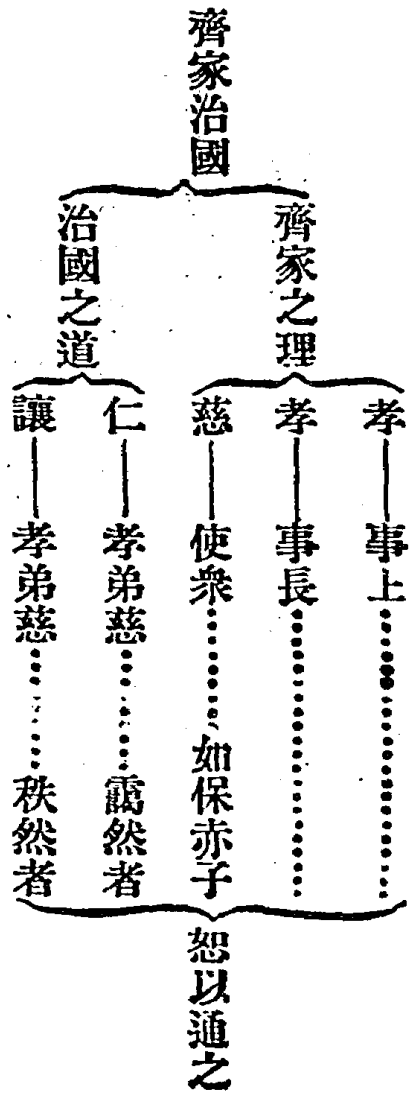 齊家治國
齊家之理
孝
事上
孝
事長
慈
使衆
如保赤子
治國之道
仁
孝弟慈
靄然者
讓
孝弟慈
秩然者
恕以通之